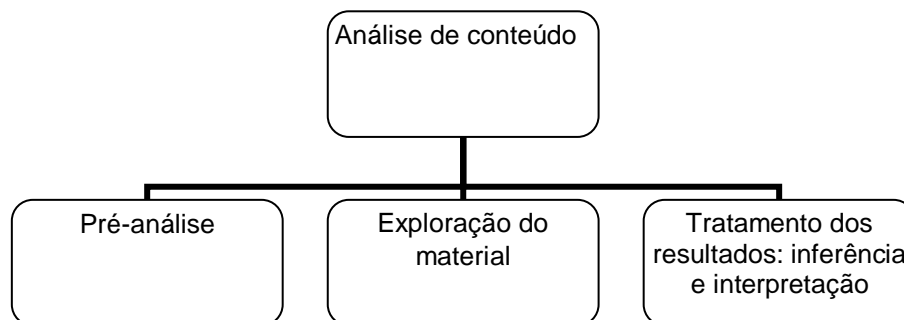 Análise de conteúdo
Pré-análise
Exploração do
material
Tratamento dos
resultados: inferência
e interpretação